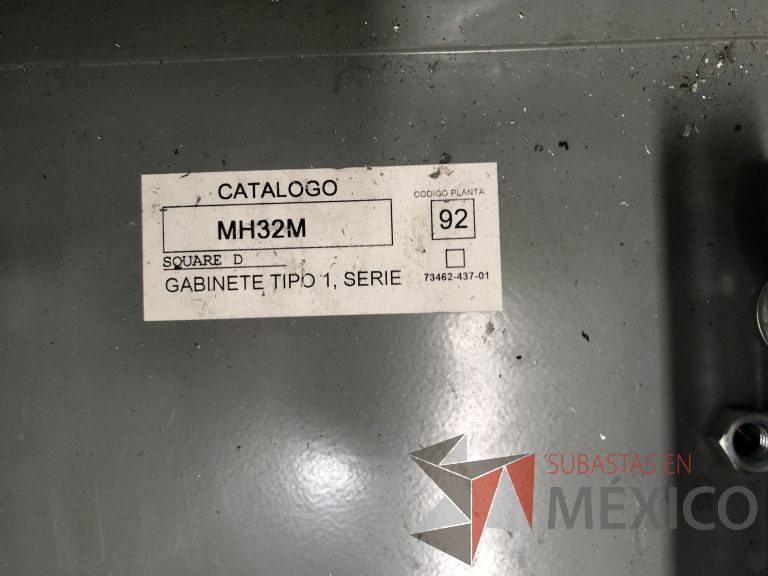 CATALOGO
MH32M
SQUARE D
GABINETE TIPO 1, SERIE
CODIGO PLANTA
92
73462-437-01
SUBASTAS EN
MÉXICO